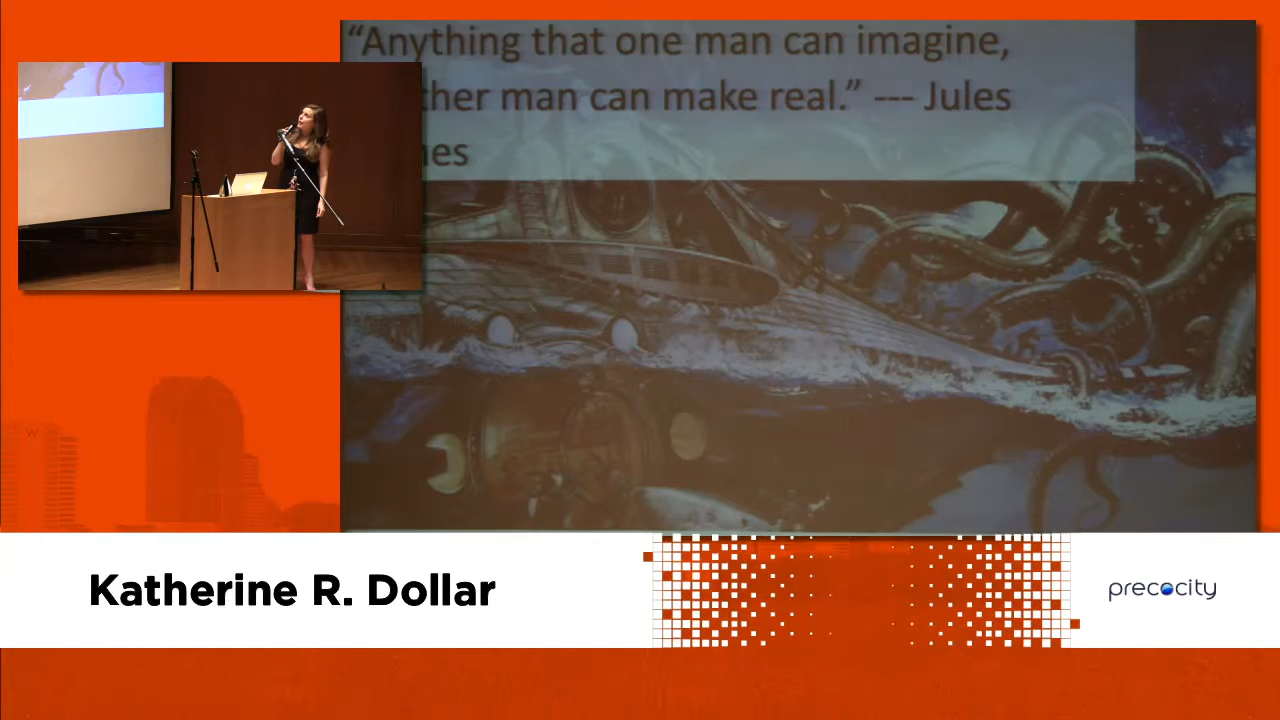 “Anything that one man can imagine,
ther man can make real.” --- Jules
nes
Katherine R. Dollar
precocity